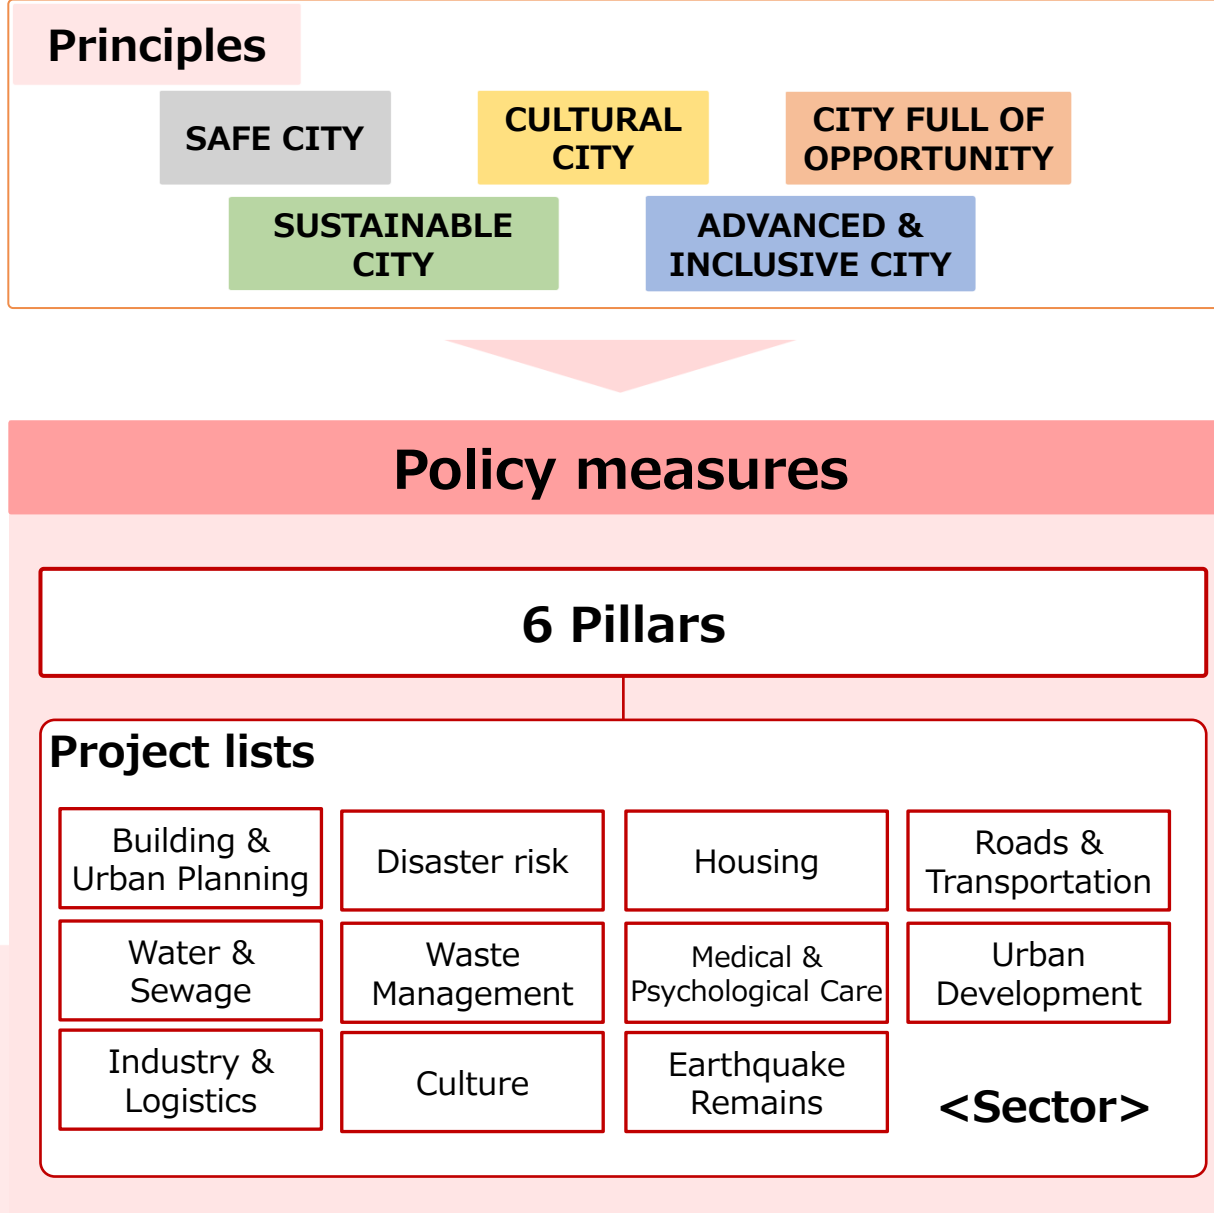 Principles
SAFE CITY
CULTURAL
CITY
CITY FULL OF
OPPORTUNITY
SUSTAINABLE
CITY
ADVANCED &
INCLUSIVE CITY
Policy measures
6 Pillars
Project lists
Building &
Urban Planning
Disaster risk
Housing
Roads &
Transportation
Water &
Sewage
Waste
Management
Medical &
Psychological Care
Urban
Development
Industry &
Logistics
Culture
Earthquake
Remains
<Sector>